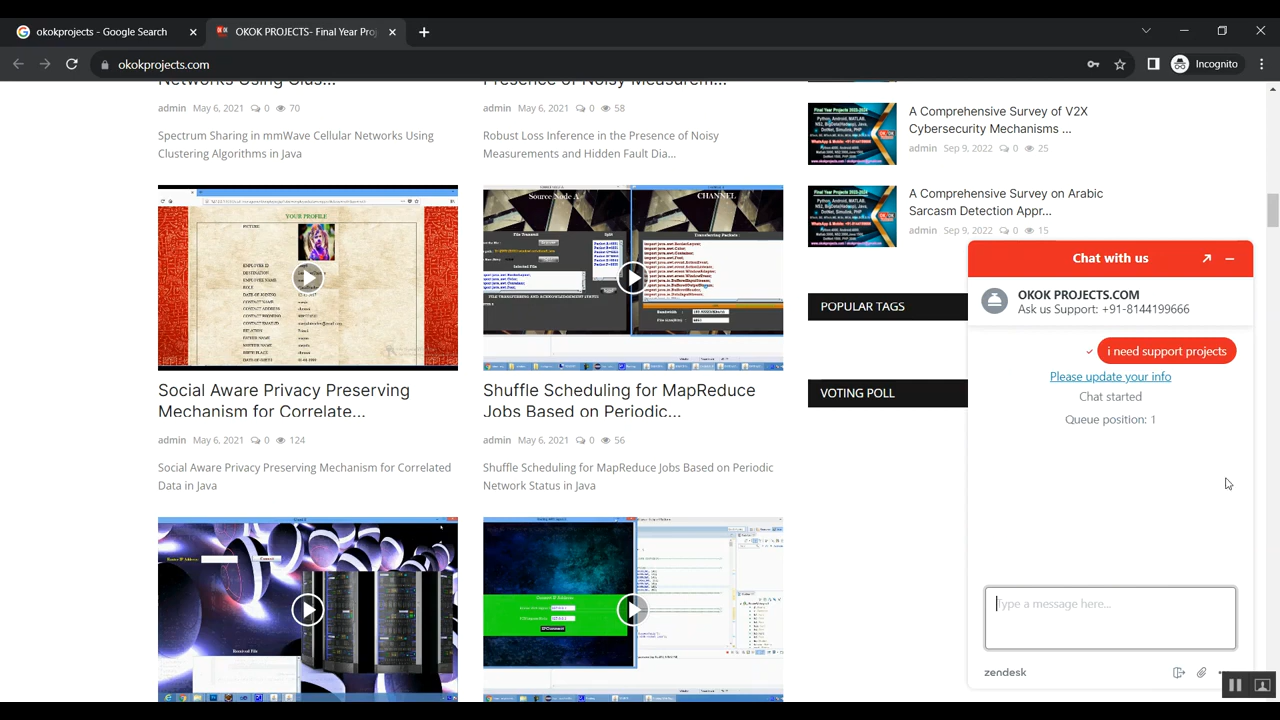 okokprojects - Google Search
OKOK PROJECTS- Final Year Proj
okokprojects.com
Incognito
Networks Using Clus...
Presence of Noisy Measurem...
admin May 6, 2021 0 70
admin May 6, 2021 0 58
Spectrum Sharing in mmWave Cellular Networks Using
Clustering Algorithms in Java
Robust Loss Inference in the Presence of Noisy
Measurements and Hidden Fault Dia...
A Comprehensive Survey of V2X
Cybersecurity Mechanisms ...
admin Sep 9, 2022 0 25
A Comprehensive Survey on Arabic
Sarcasm Detection Appr...
admin Sep 9, 2022 0 15
YOUR PROFILE
Source Node A
CHANNEL
Social Aware Privacy Preserving
Mechanism for Correlate...
admin May 6, 2021 0 124
Social Aware Privacy Preserving Mechanism for Correlated
Data in Java
Shuffle Scheduling for MapReduce
Jobs Based on Periodic...
admin May 6, 2021 0 56
Shuffle Scheduling for MapReduce Jobs Based on Periodic
Network Status in Java
POPULAR TAGS
VOTING POLL
Chat with us
OKOK PROJECTS.COM
Ask us Support +91 8144199666
i need support projects
Please update your info
Chat started
Queue position: 1
Type a message here...
zendesk